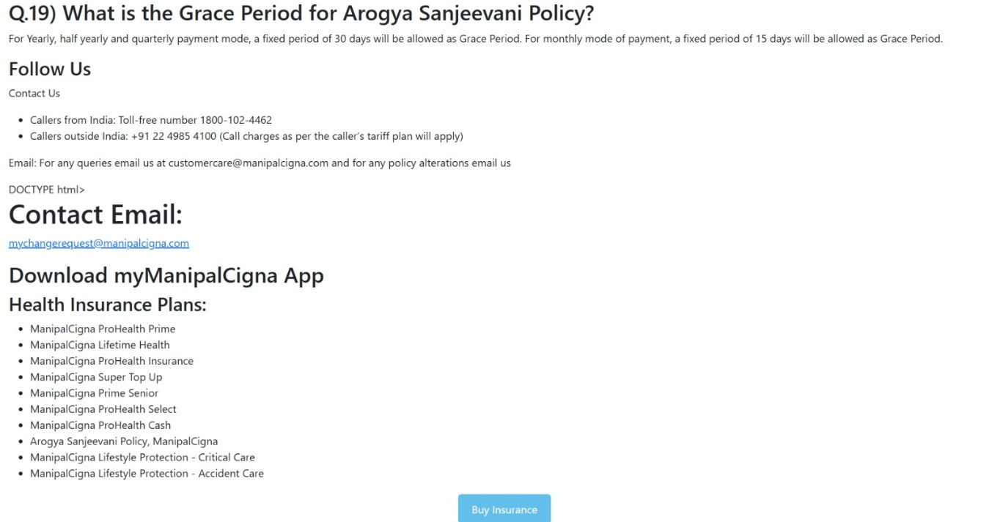 Q.19) What is the Grace Period for Arogya Sanjeevani Policy?
For Yearly, half yearly and quarterly payment mode, a fixed period of 30 days will be allowed as Grace Period. For monthly mode of payment, a fixed period of 15 days will be allowed as Grace Period.
Follow Us
Contact Us
• Callers from India: Toll-free number 1800-102-4462
• Callers outside India: +91 22 4985 4100 (Call charges as per the caller's tariff plan will apply)
Email: For any queries email us at customercare@manipalcigna.com and for any policy alterations email us
DOCTYPE html>
Contact Email:
mychangerequest@manipalcigna.com
Download myManipalCigna App
Health Insurance Plans:
• ManipalCigna ProHealth Prime
• ManipalCigna Lifetime Health
• ManipalCigna ProHealth Insurance
• ManipalCigna Super Top Up
• ManipalCigna Prime Senior
• ManipalCigna ProHealth Select
• ManipalCigna ProHealth Cash
• Arogya Sanjeevani Policy, ManipalCigna
• ManipalCigna Lifestyle Protection - Critical Care
• ManipalCigna Lifestyle Protection - Accident Care
Buy Insurance